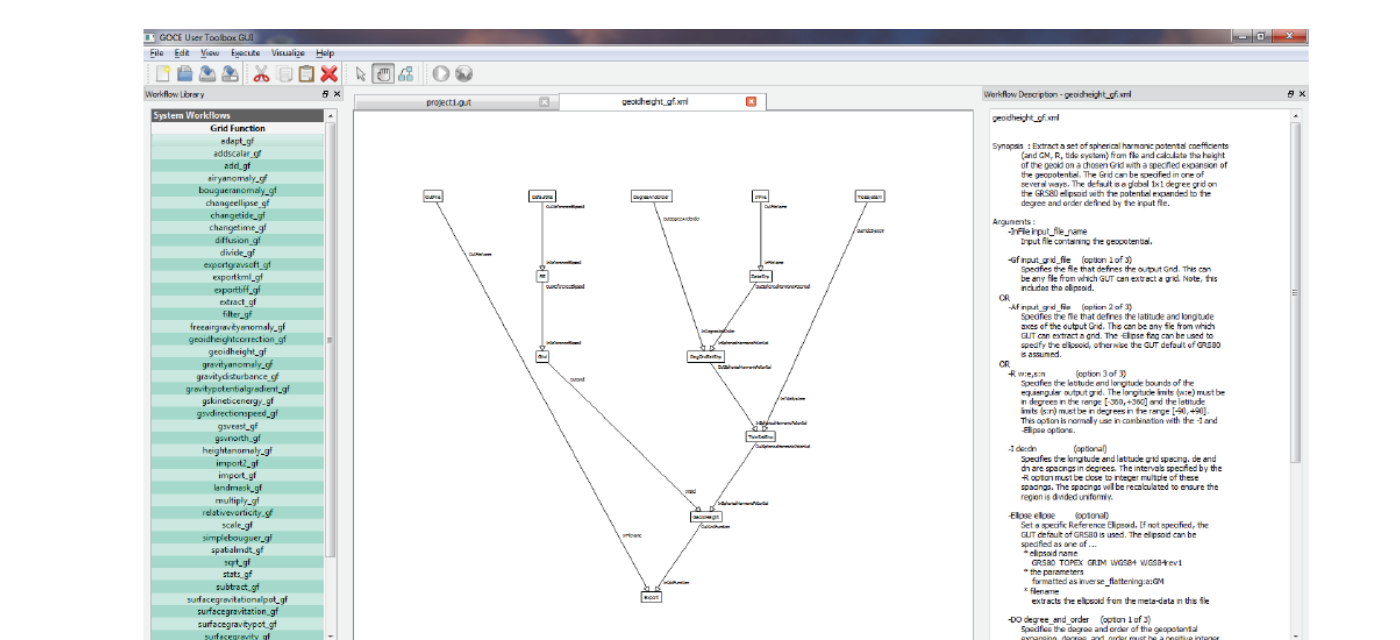 GOCE User Toolbox GUI
File Edit View Execute Visualize Help
Workflow Library
project1.gut
geoidheight_gf.xml
Workflow Description - geoidheight_gf.xml
System Workflows
Grid Function
adapt_gf
addscalar_gf
add_gf
airyanomaly_gf
bougueranomaly_gf
changeellipse_gf
changetide_gf
changetime_gf
diffusion_gf
divide_gf
exportgravsoft_gf
exportkml_gf
exporttiff_gf
extract_gf
filter_gf
freeairgravityanomaly_gf
geoidheightcorrection_gf
geoidheight_gf
gravityanomaly_gf
gravitydisturbance_gf
gravitypotentialgradient_gf
gskineticenergy_gf
gsvdirectionspeed_gf
gsveast_gf
gsvnorth_gf
heightanomaly_gf
import2_gf
import_gf
landmask_gf
multiply_gf
relativevorticity_gf
scale_gf
simplebouguer_gf
spatialmdt_gf
sqrt_gf
stats_gf
subtract_gf
surfacegravitationalpot_gf
surfacegravitation_gf
surfacegravitypot_gf
surfacegravity_gf
OutFile
DegreeAndOrder
InFile
TideSystem
Grid
GeoidHeight
Export
geoidheight_gf.xml
Synopsis : Extract a set of spherical harmonic potential coefficients
(and GM, R, tide system) from file and calculate the height
of the geoid on a chosen Grid with a specified expansion of
the geopotential. The Grid can be specified in one of
several ways. The default is a global 1x1 degree grid on
the GRS80 ellipsoid with the potential expanded to the
degree and order defined by the input file.
Arguments :
-InFile input_file_name
Input file containing the geopotential.
-Gf input_grid_file (option 1 of 3)
Specifies the file that defines the output Grid. This can
be any file from which GUT can extract a grid. Note, this
includes the ellipsoid.
OR
-Af input_grid_file (option 2 of 3)
Specifies the file that defines the latitude and longitude
axes of the output Grid. This can be any file from which
GUT can extract a grid. The -Ellipse flag can be used to
specify the ellipsoid, otherwise the GUT default of GRS80
is assumed.
OR
-R w:e,s:n (option 3 of 3)
Specifies the latitude and longitude bounds of the
equiangular output grid. The longitude limits (w:e) must be
in degrees in the range [-360,+360] and the latitude
limits (s:n) must be in degrees in the range [-90,+90].
This option is normally use in combination with the -I and
-Ellipse options.
-I de:dn (optional)
Specfies the longitude and latitude grid spacing. de and
dn are spacings in degrees. The intervals specified by the
-R option must be close to integer multiple of these
spacings. The spacings will be recalculated to ensure the
region is divided uniformly.
-Ellipse ellipse (optional)
Set a specific Reference Ellipsoid. If not specified, the
GUT default of GRS80 is used. The ellipsoid can be
specified as one of ...
* ellipsoid name
GRS80 TOPEX GRIM WGS84 WGS84rev1
* the parameters
formatted as inverse_flattening:a:GM
* filename
extracts the ellipsoid from the meta-data in this file
-DO degree_and_order (option 1 of 3)
Specifies the degree and order of the geopotential
expansion. degree_and_order must be a positive integer